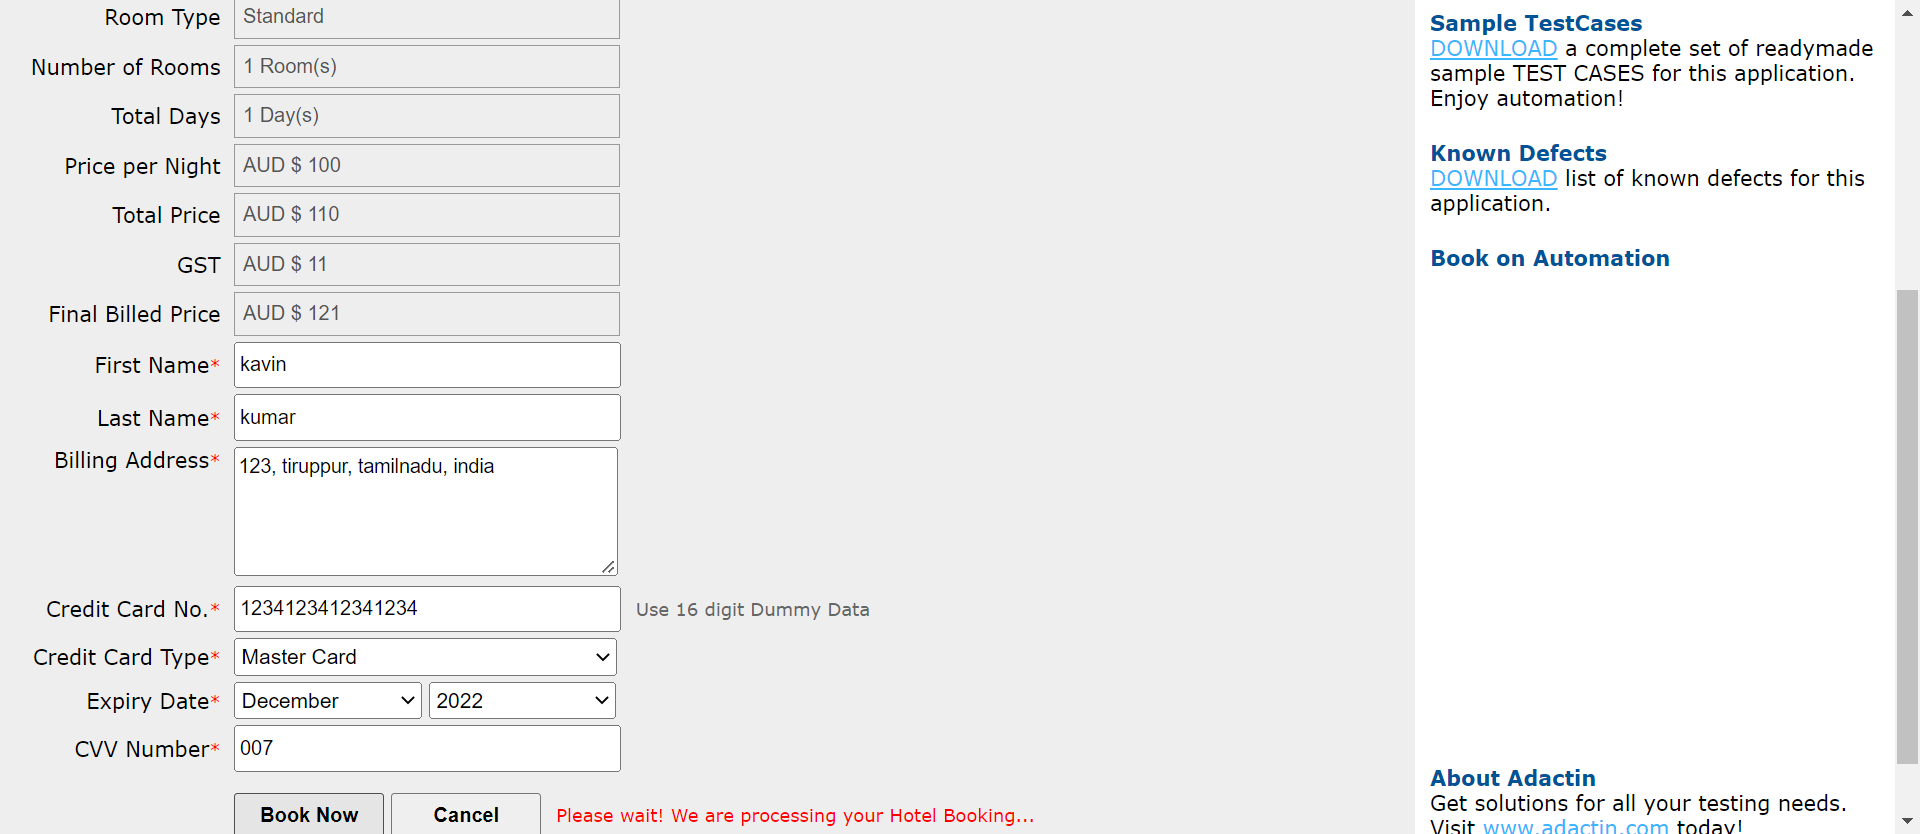 Room Type Standard
Number of Rooms 1 Room(s)
Total Days 1 Day(s)
Price per Night AUD $ 100
Total Price AUD $ 110
GST AUD $ 11
Final Billed Price AUD $ 121
First Name* kavin
Last Name* kumar
Billing Address* 123, tiruppur, tamilnadu, india
Credit Card No.* 1234123412341234 Use 16 digit Dummy Data
Credit Card Type* Master Card
Expiry Date* December 2022
CVV Number* 007
Book Now Cancel Please wait! We are processing your Hotel Booking...
Sample TestCases
DOWNLOAD a complete set of readymade
sample TEST CASES for this application.
Enjoy automation!
Known Defects
DOWNLOAD list of known defects for this
application.
Book on Automation
About Adactin
Get solutions for all your testing needs.
Visit www.adactin.com today!